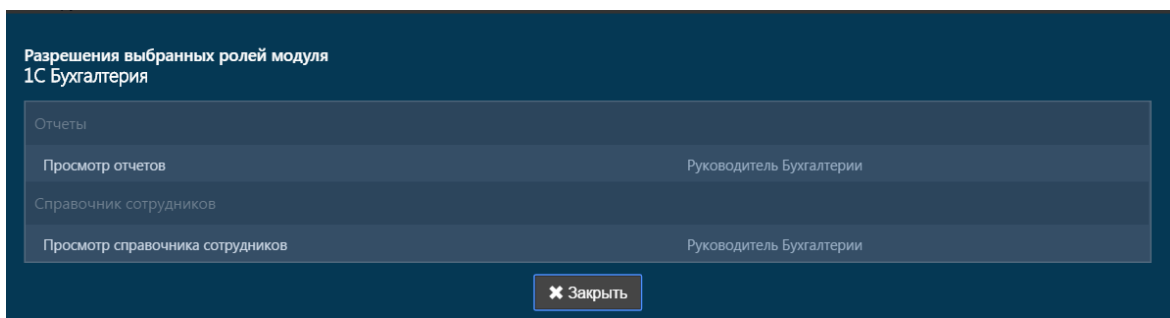 Разрешения выбранных ролей модуля
1С Бухгалтерия
Отчеты
Просмотр отчетов Руководитель Бухгалтерии
Справочник сотрудников
Просмотр справочника сотрудников Руководитель Бухгалтерии
✖ Закрыть